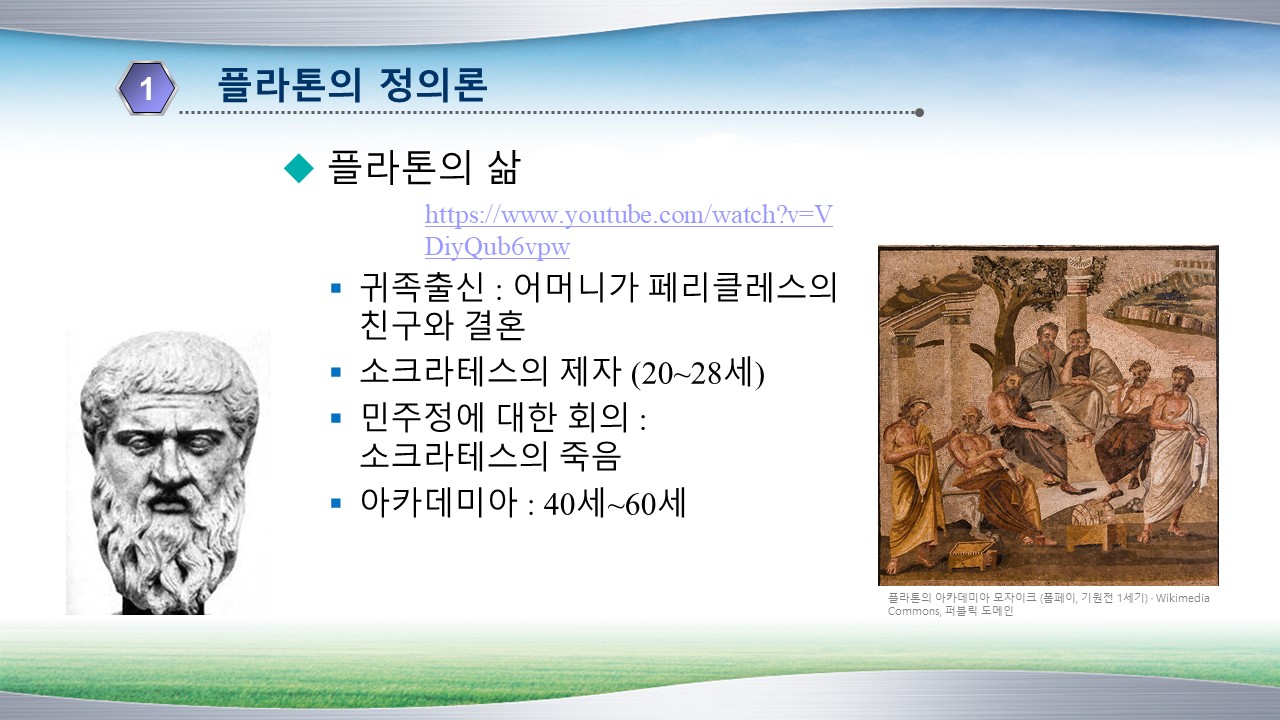 1
플라톤의 정의론
플라톤의 삶
https://www.youtube.com/watch?v=V
DiyQub6vpw
귀족출신 : 어머니가 페리클레스의
친구와 결혼
소크라테스의 제자 (20~28세)
민주정에 대한 회의 :
소크라테스의 죽음
아카데미아 : 40세~60세
플라톤의 아카데미아 모자이크 (폼페이, 기원전 1세기) · Wikimedia
Commons, 퍼블릭 도메인